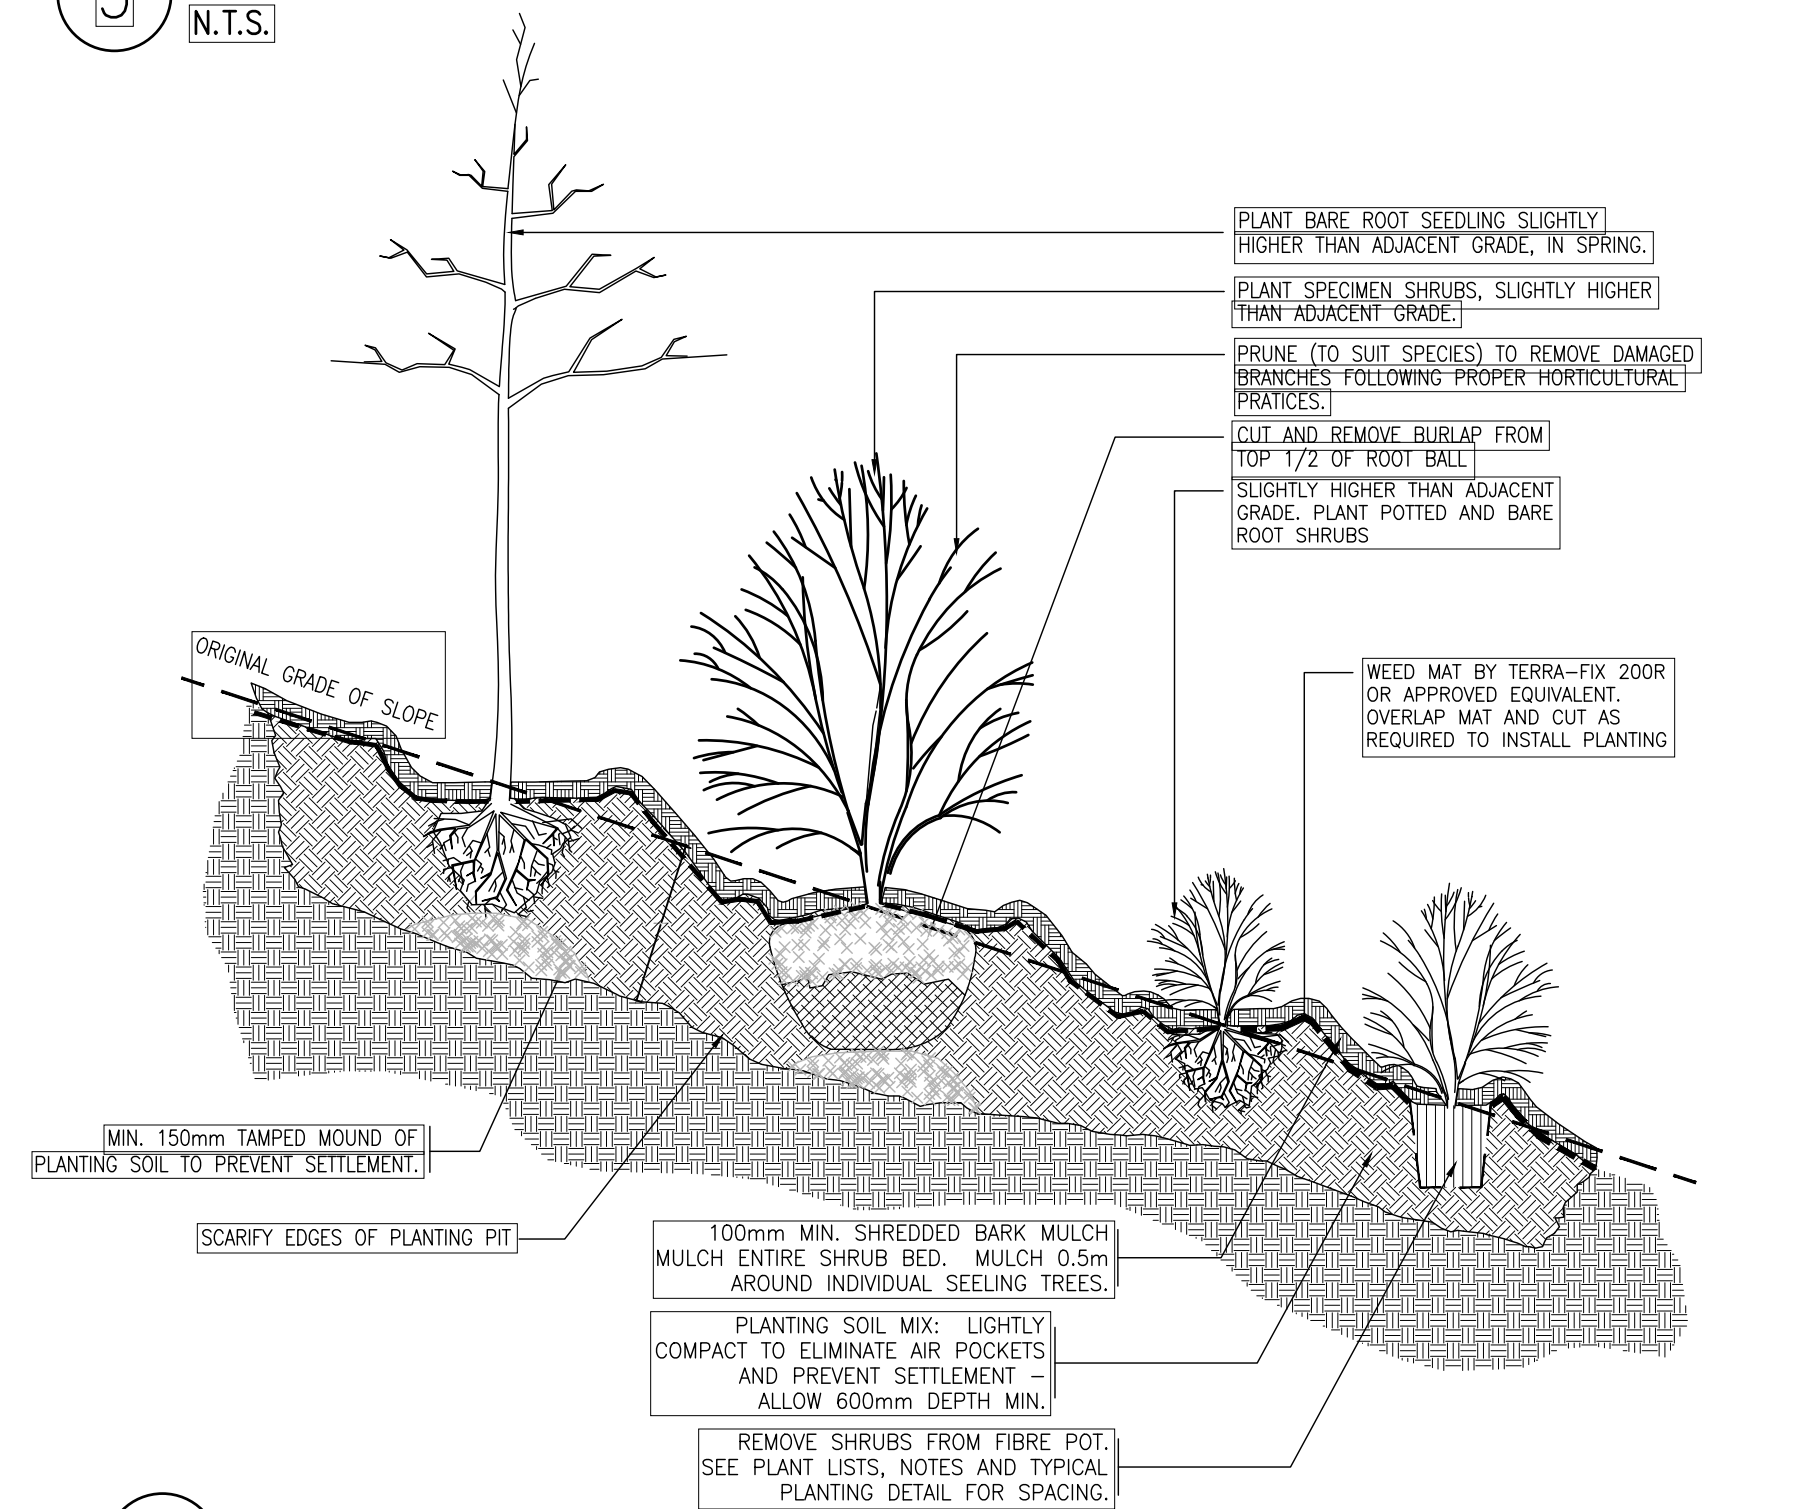 N.T.S.
PLANT BARE ROOT SEEDLING SLIGHTLY
HIGHER THAN ADJACENT GRADE, IN SPRING.
PLANT SPECIMEN SHRUBS, SLIGHTLY HIGHER
THAN ADJACENT GRADE.
PRUNE (TO SUIT SPECIES) TO REMOVE DAMAGED
BRANCHES FOLLOWING PROPER HORTICULTURAL
PRATICES.
CUT AND REMOVE BURLAP FROM
TOP 1/2 OF ROOT BALL
SLIGHTLY HIGHER THAN ADJACENT
GRADE. PLANT POTTED AND BARE
ROOT SHRUBS
ORIGINAL GRADE OF SLOPE
WEED MAT BY TERRA-FIX 200R
OR APPROVED EQUIVALENT.
OVERLAP MAT AND CUT AS
REQUIRED TO INSTALL PLANTING
MIN. 150mm TAMPED MOUND OF
PLANTING SOIL TO PREVENT SETTLEMENT.
SCARIFY EDGES OF PLANTING PIT
100mm MIN. SHREDDED BARK MULCH
MULCH ENTIRE SHRUB BED. MULCH 0.5m
AROUND INDIVIDUAL SEELING TREES.
PLANTING SOIL MIX: LIGHTLY
COMPACT TO ELIMINATE AIR POCKETS
AND PREVENT SETTLEMENT -
ALLOW 600mm DEPTH MIN.
REMOVE SHRUBS FROM FIBRE POT.
SEE PLANT LISTS, NOTES AND TYPICAL
PLANTING DETAIL FOR SPACING.